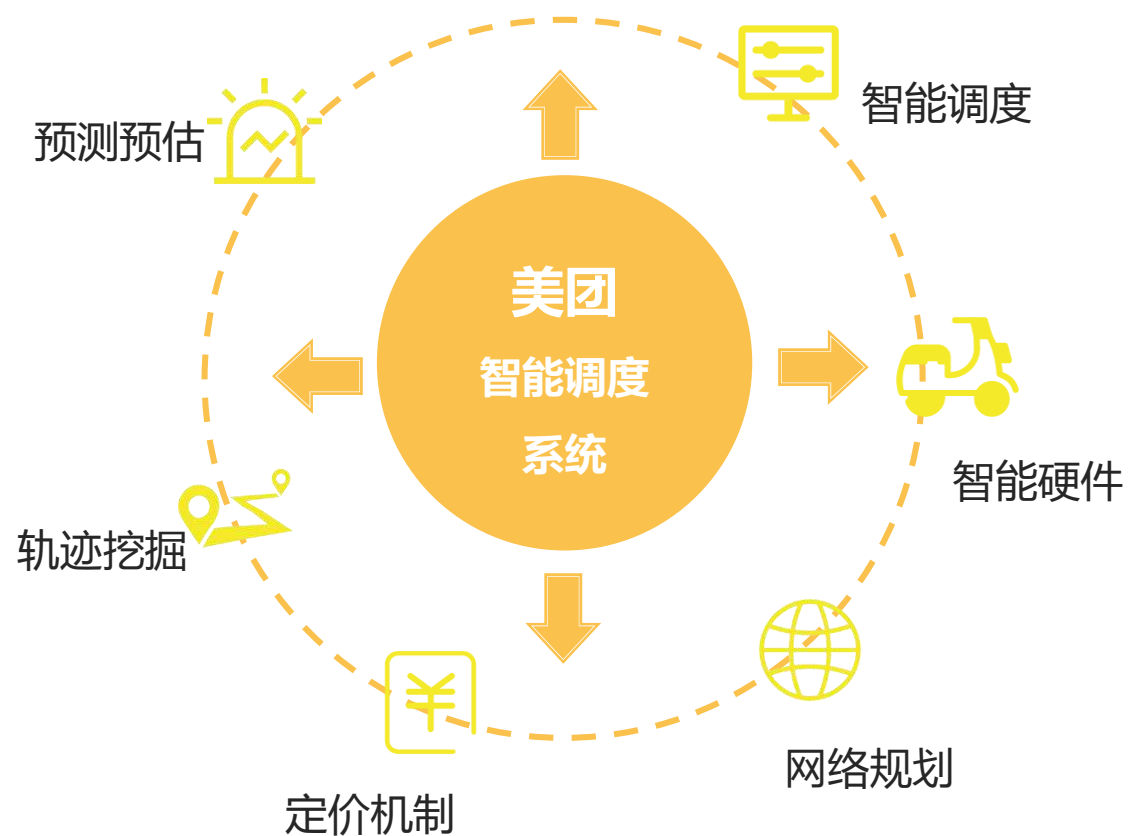 智能调度
预测预估
美团
智能调度
系统
智能硬件
轨迹挖掘
网络规划
定价机制